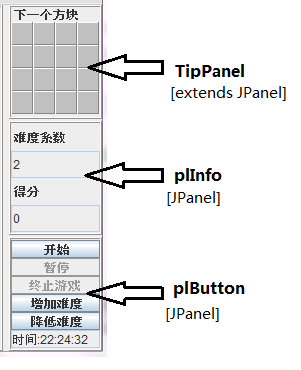 下一个方块
TipPanel
[extends JPanel]
难度系数
2
plInfo
得分
[JPanel]
0
开始
暂停
终止游戏
plButton
增加难度
[JPanel]
降低难度
时间:22:24:32